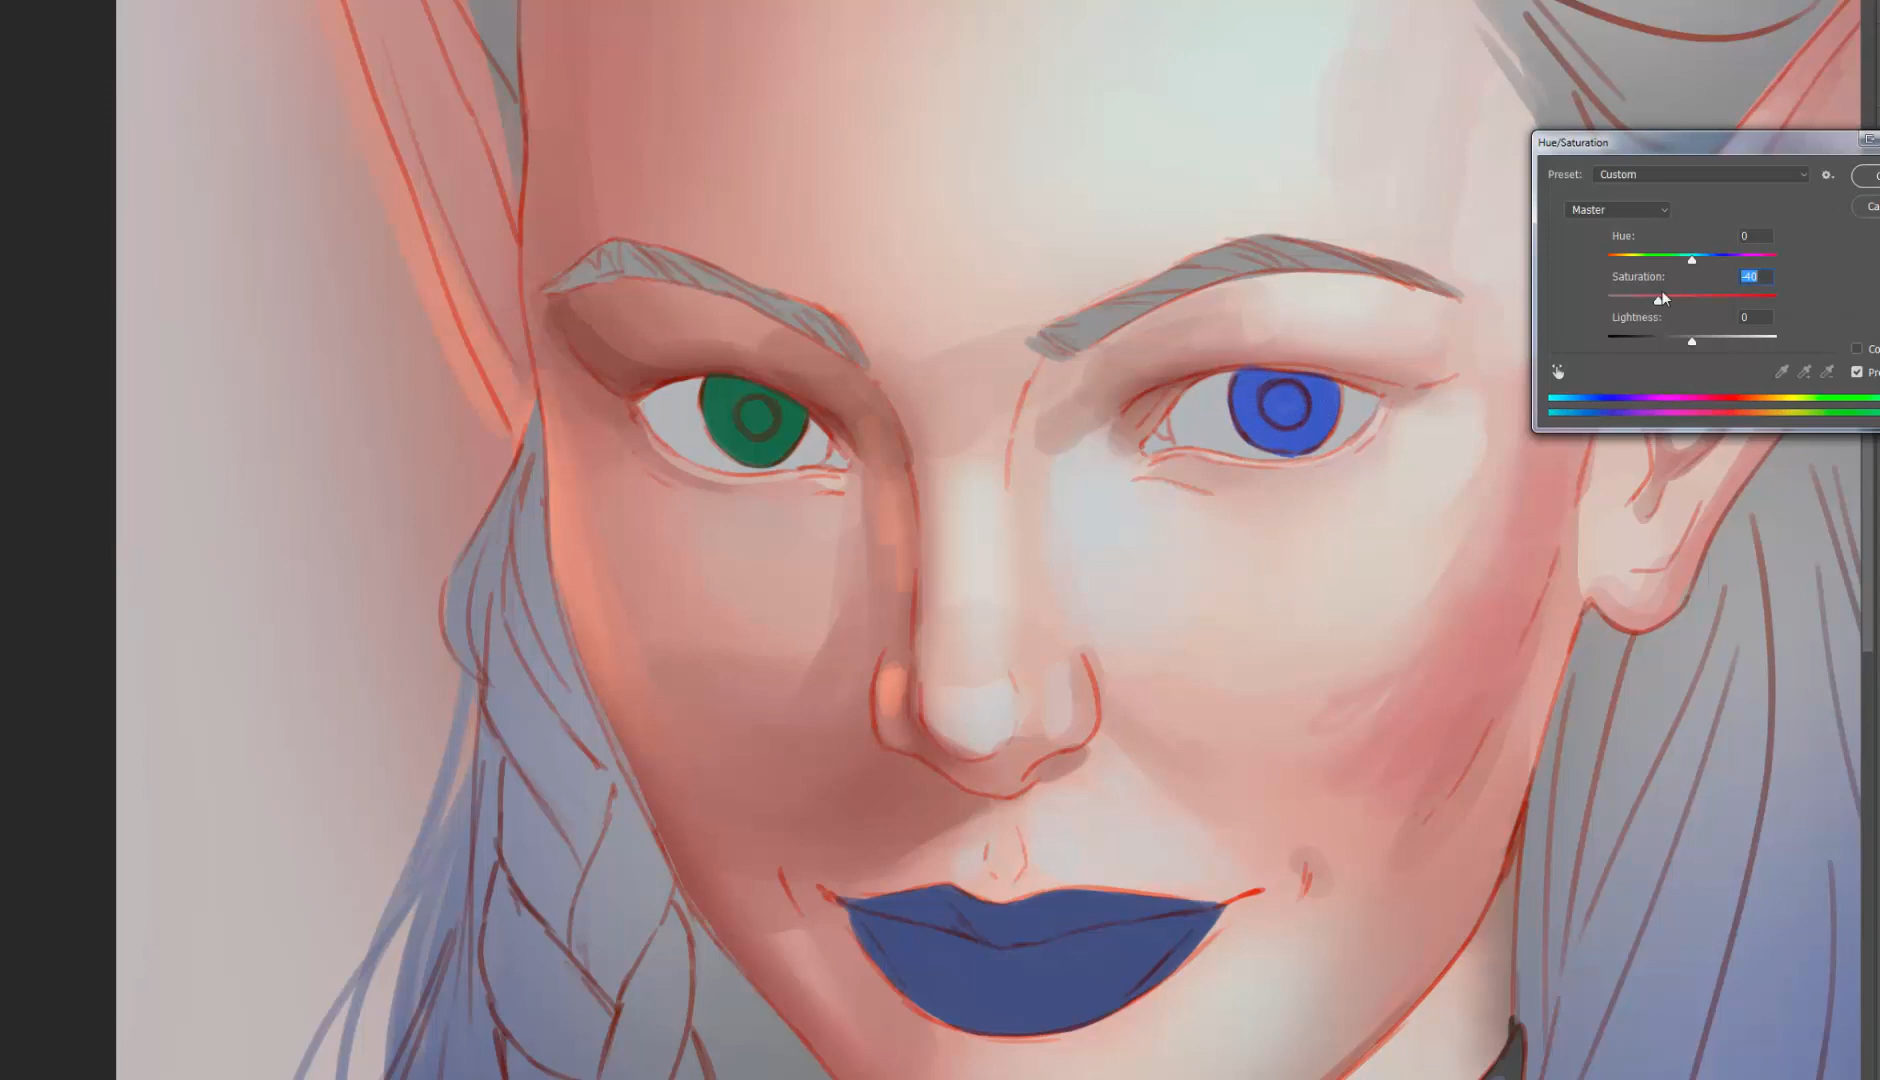 Hue/Saturation
Preset: Custom
Master
Hue: 0
Saturation: -40
Lightness: 0